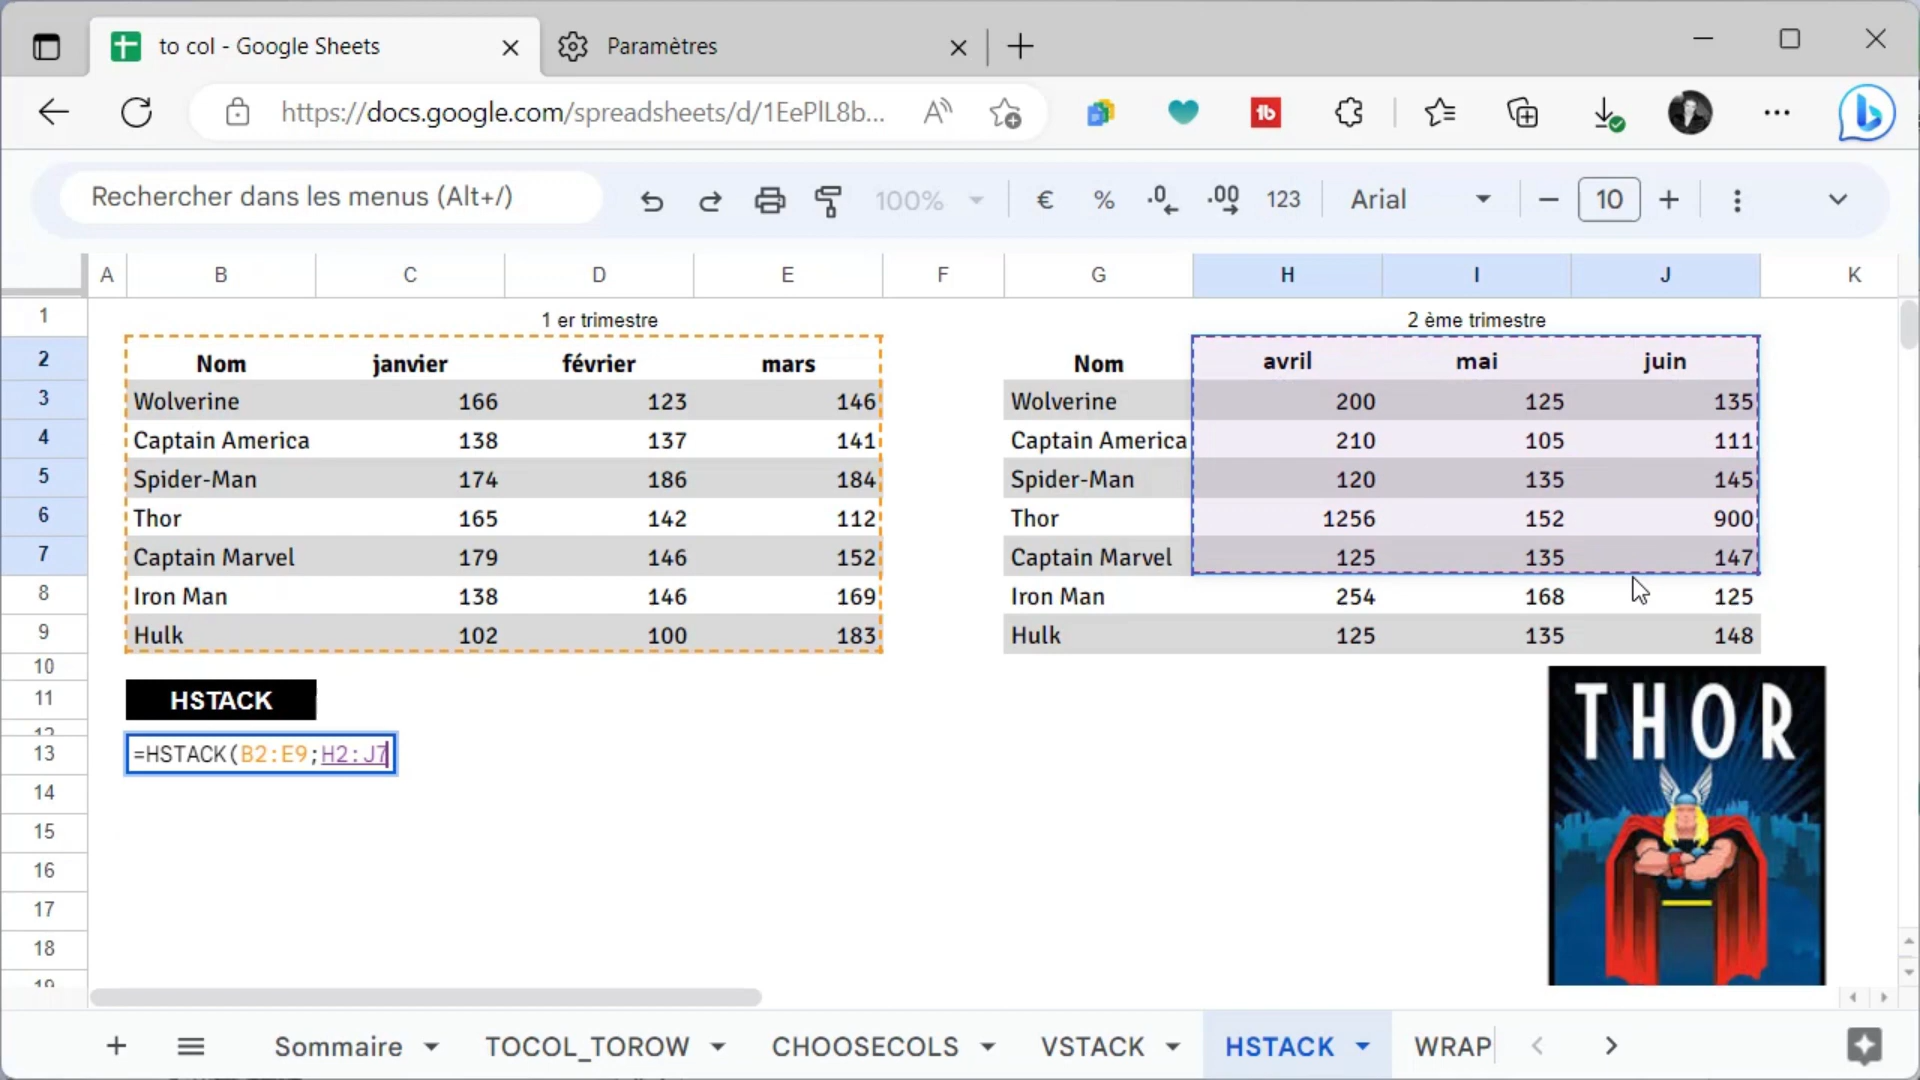 to col - Google Sheets
Paramètres
https://docs.google.com/spreadsheets/d/1EePlL8b...
Rechercher dans les menus (Alt+/)
100%
€ % .0 .00 123
Arial
10
A B C D E F G H I J K
1 1 er trimestre 2 ème trimestre
2 Nom janvier février mars Nom avril mai juin
3 Wolverine 166 123 146 Wolverine 200 125 135
4 Captain America 138 137 141 Captain America 210 105 111
5 Spider-Man 174 186 184 Spider-Man 120 135 145
6 Thor 165 142 112 Thor 1256 152 900
7 Captain Marvel 179 146 152 Captain Marvel 125 135 147
8 Iron Man 138 146 169 Iron Man 254 168 125
9 Hulk 102 100 183 Hulk 125 135 148
10
11 HSTACK
12
13 =HSTACK(B2:E9;H2:J7
14
15
16
17
18
19
THOR
Sommaire TOCOL_TOROW CHOOSECOLS VSTACK HSTACK WRAP